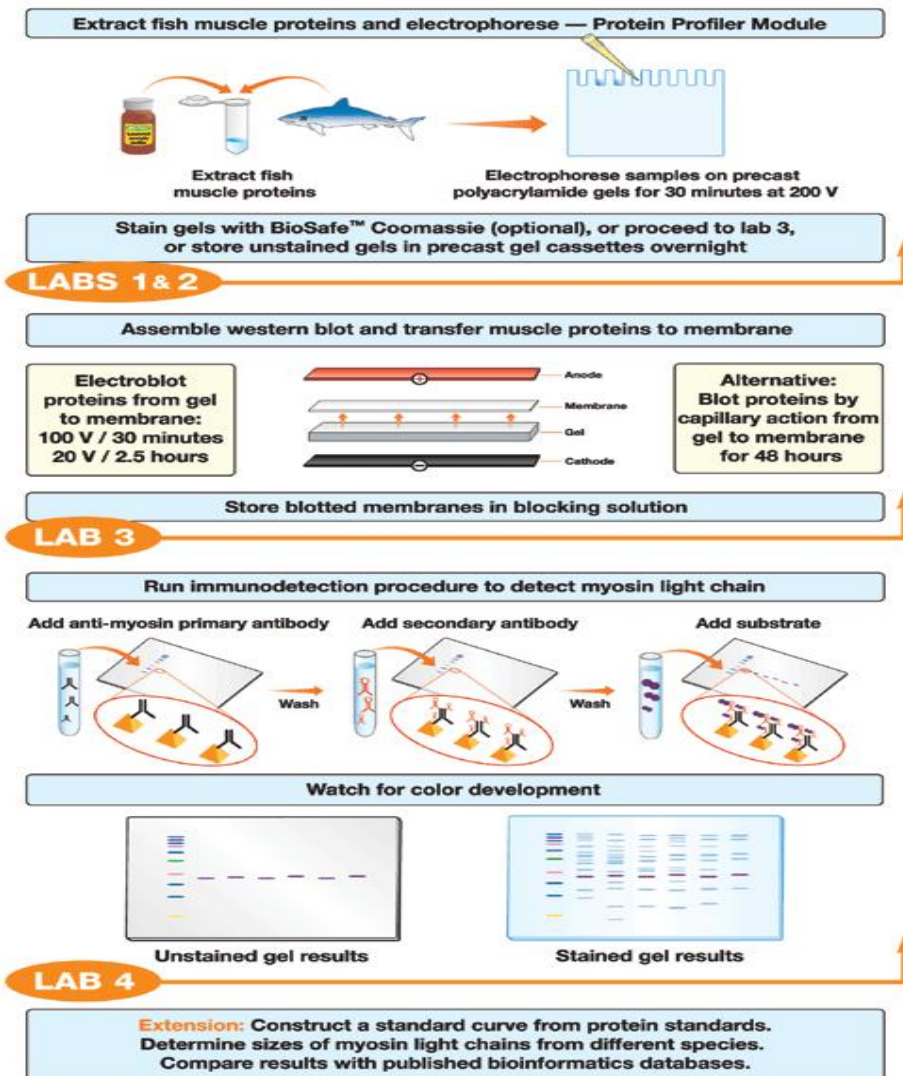 Extract fish muscle proteins and electrophorese — Protein Profiler Module
Extract fish
muscle proteins
Electrophorese samples on precast
polyacrylamide gels for 30 minutes at 200 V
Stain gels with BioSafe™ Coomassie (optional), or proceed to lab 3,
or store unstained gels in precast gel cassettes overnight
LABS 1 & 2
Assemble western blot and transfer muscle proteins to membrane
Electroblot
proteins from gel
to membrane:
100 V / 30 minutes
20 V / 2.5 hours
+
Anode
Membrane
Gel
−
Cathode
Alternative:
Blot proteins by
capillary action from
gel to membrane
for 48 hours
Store blotted membranes in blocking solution
LAB 3
Run immunodetection procedure to detect myosin light chain
Add anti-myosin primary antibody
Wash
Add secondary antibody
Wash
Add substrate
Watch for color development
Unstained gel results
Stained gel results
LAB 4
Extension: Construct a standard curve from protein standards.
Determine sizes of myosin light chains from different species.
Compare results with published bioinformatics databases.